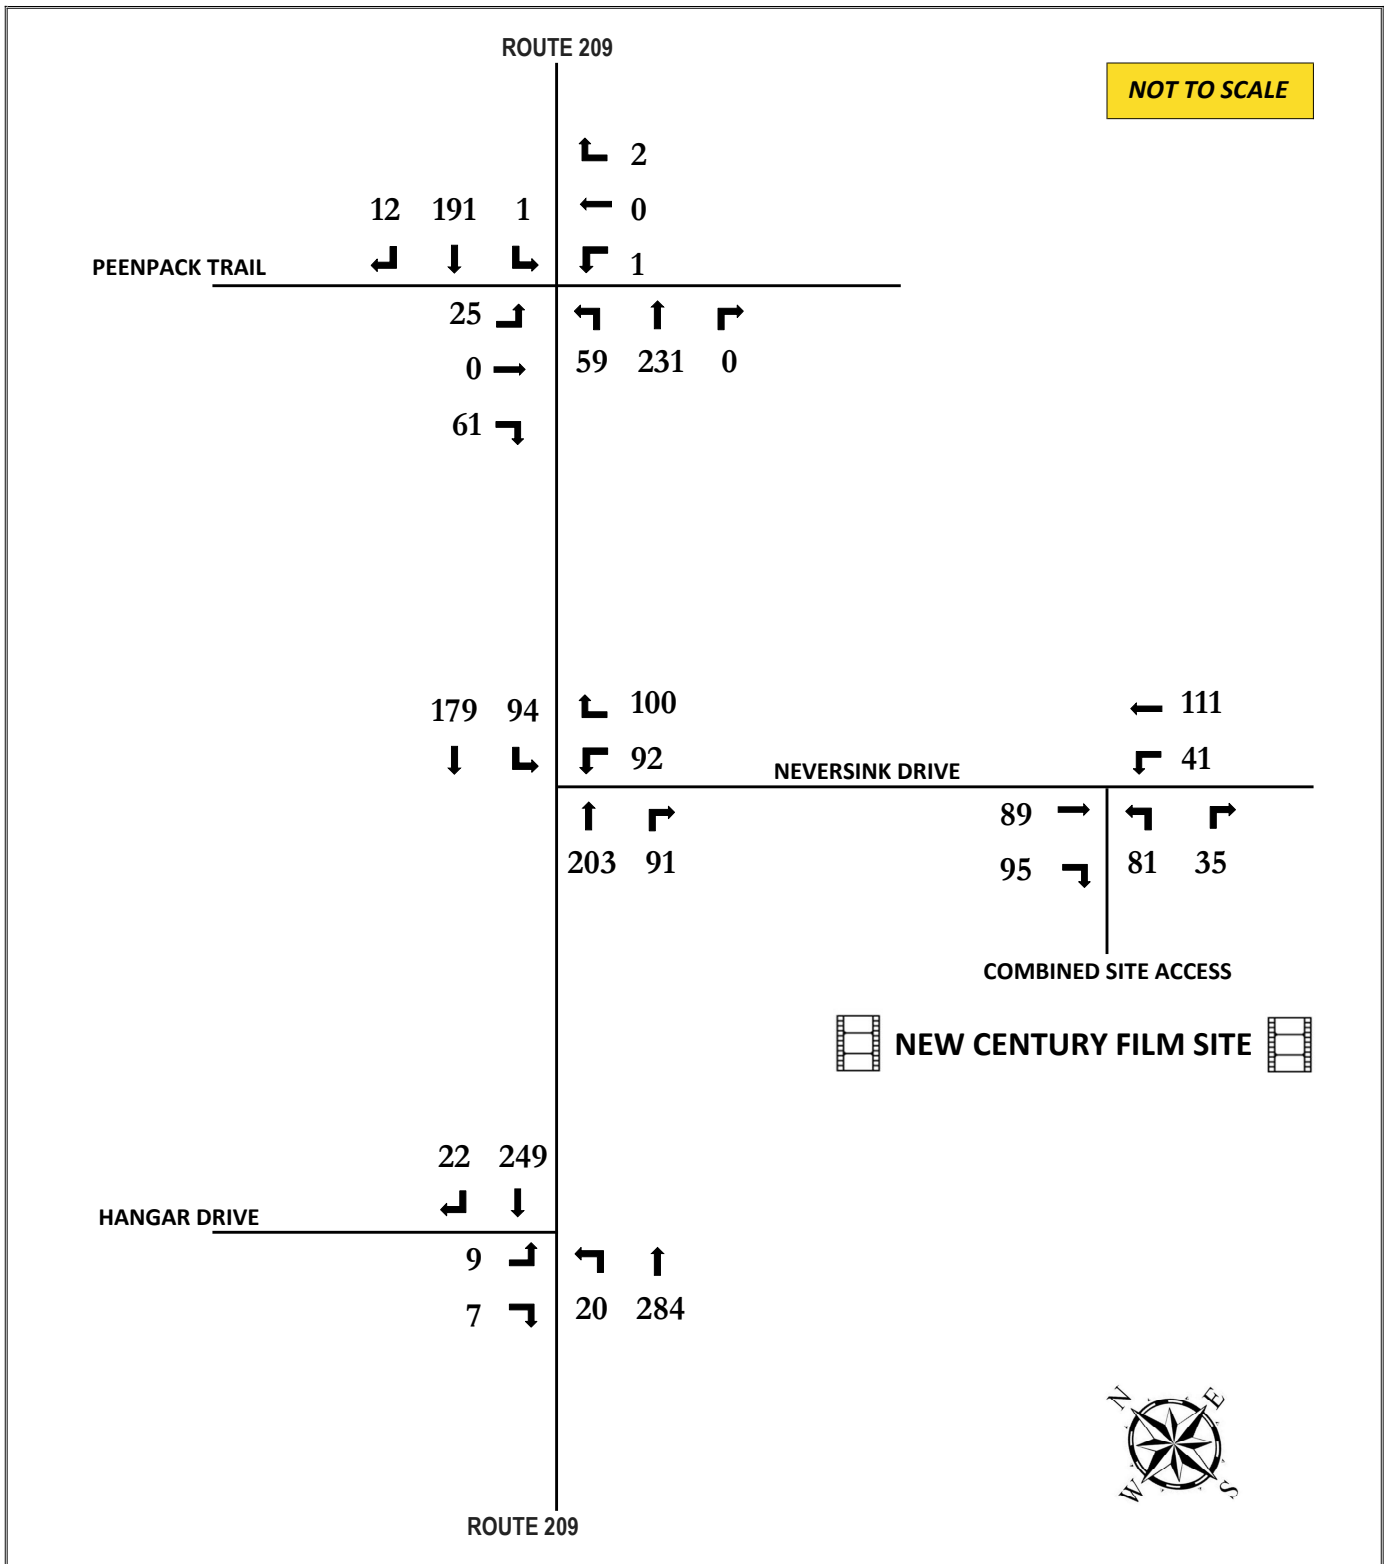 ROUTE 209
NOT TO SCALE
2
12 191 1
0
PEENPACK TRAIL
1
25
59 231 0
0
61
179 94
100
111
92
NEVERSINK DRIVE
41
203 91
89
95
81 35
COMBINED SITE ACCESS
NEW CENTURY FILM SITE
22 249
HANGAR DRIVE
9
20 284
7
N E
W S
ROUTE 209